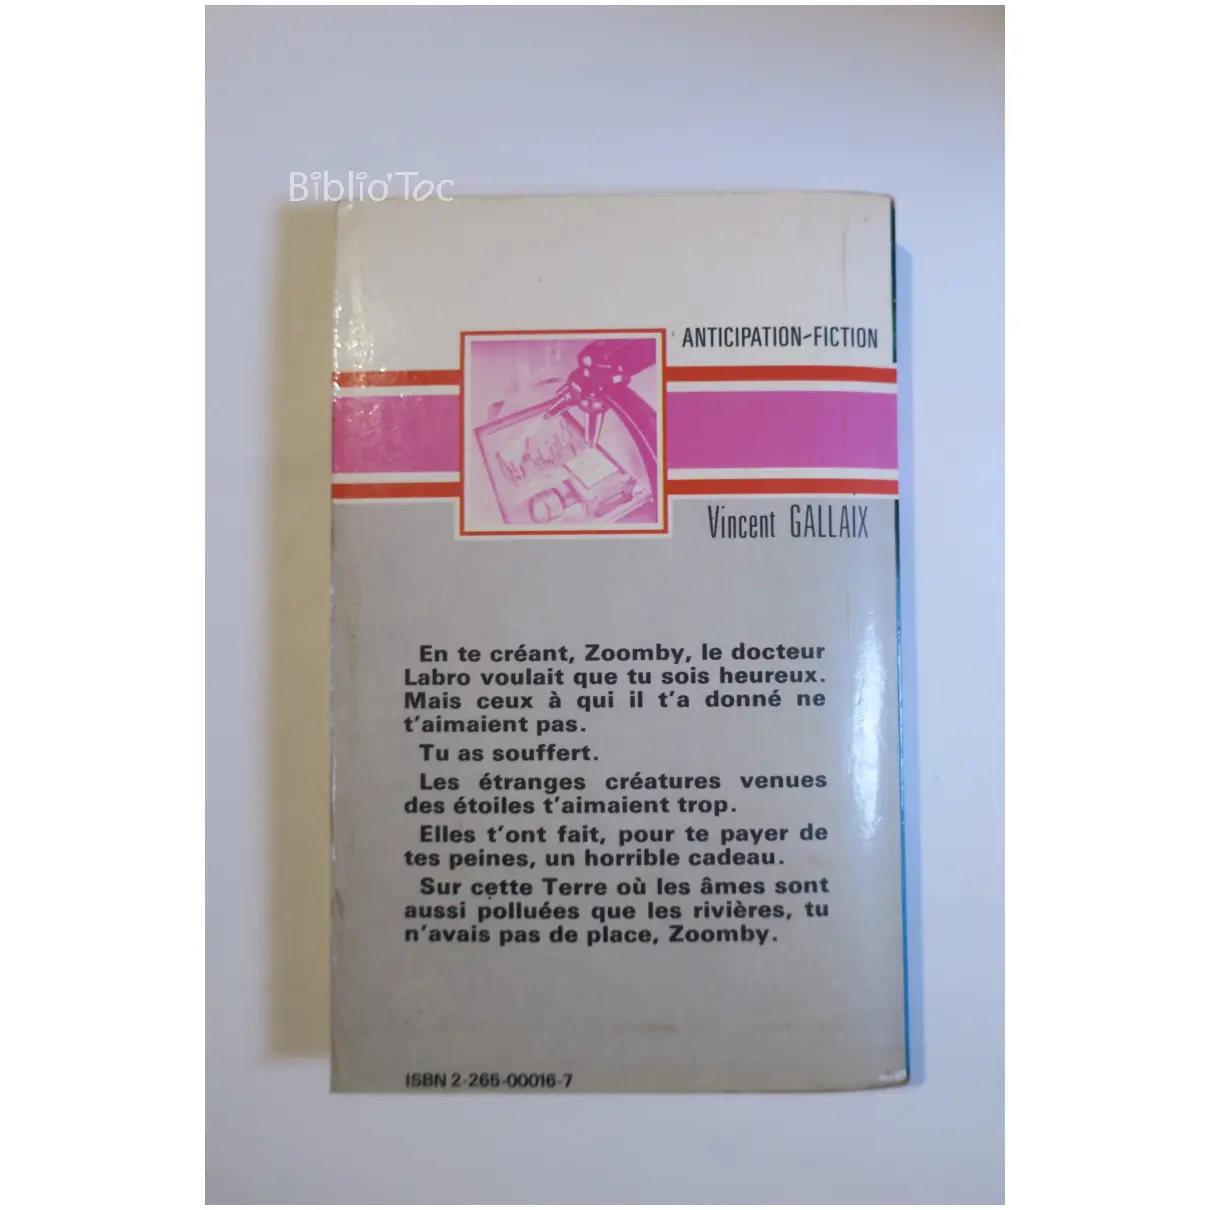 Biblio'Toc
ANTICIPATION-FICTION
Vincent GALLAIX
En te créant, Zoomby, le docteur
Labro voulait que tu sois heureux.
Mais ceux à qui il t'a donné ne
t'aimaient pas.
Tu as souffert.
Les étranges créatures venues
des étoiles t'aimaient trop.
Elles t'ont fait, pour te payer de
tes peines, un horrible cadeau.
Sur cette Terre où les âmes sont
aussi polluées que les rivières, tu
n'avais pas de place, Zoomby.
ISBN 2-265-00016-7